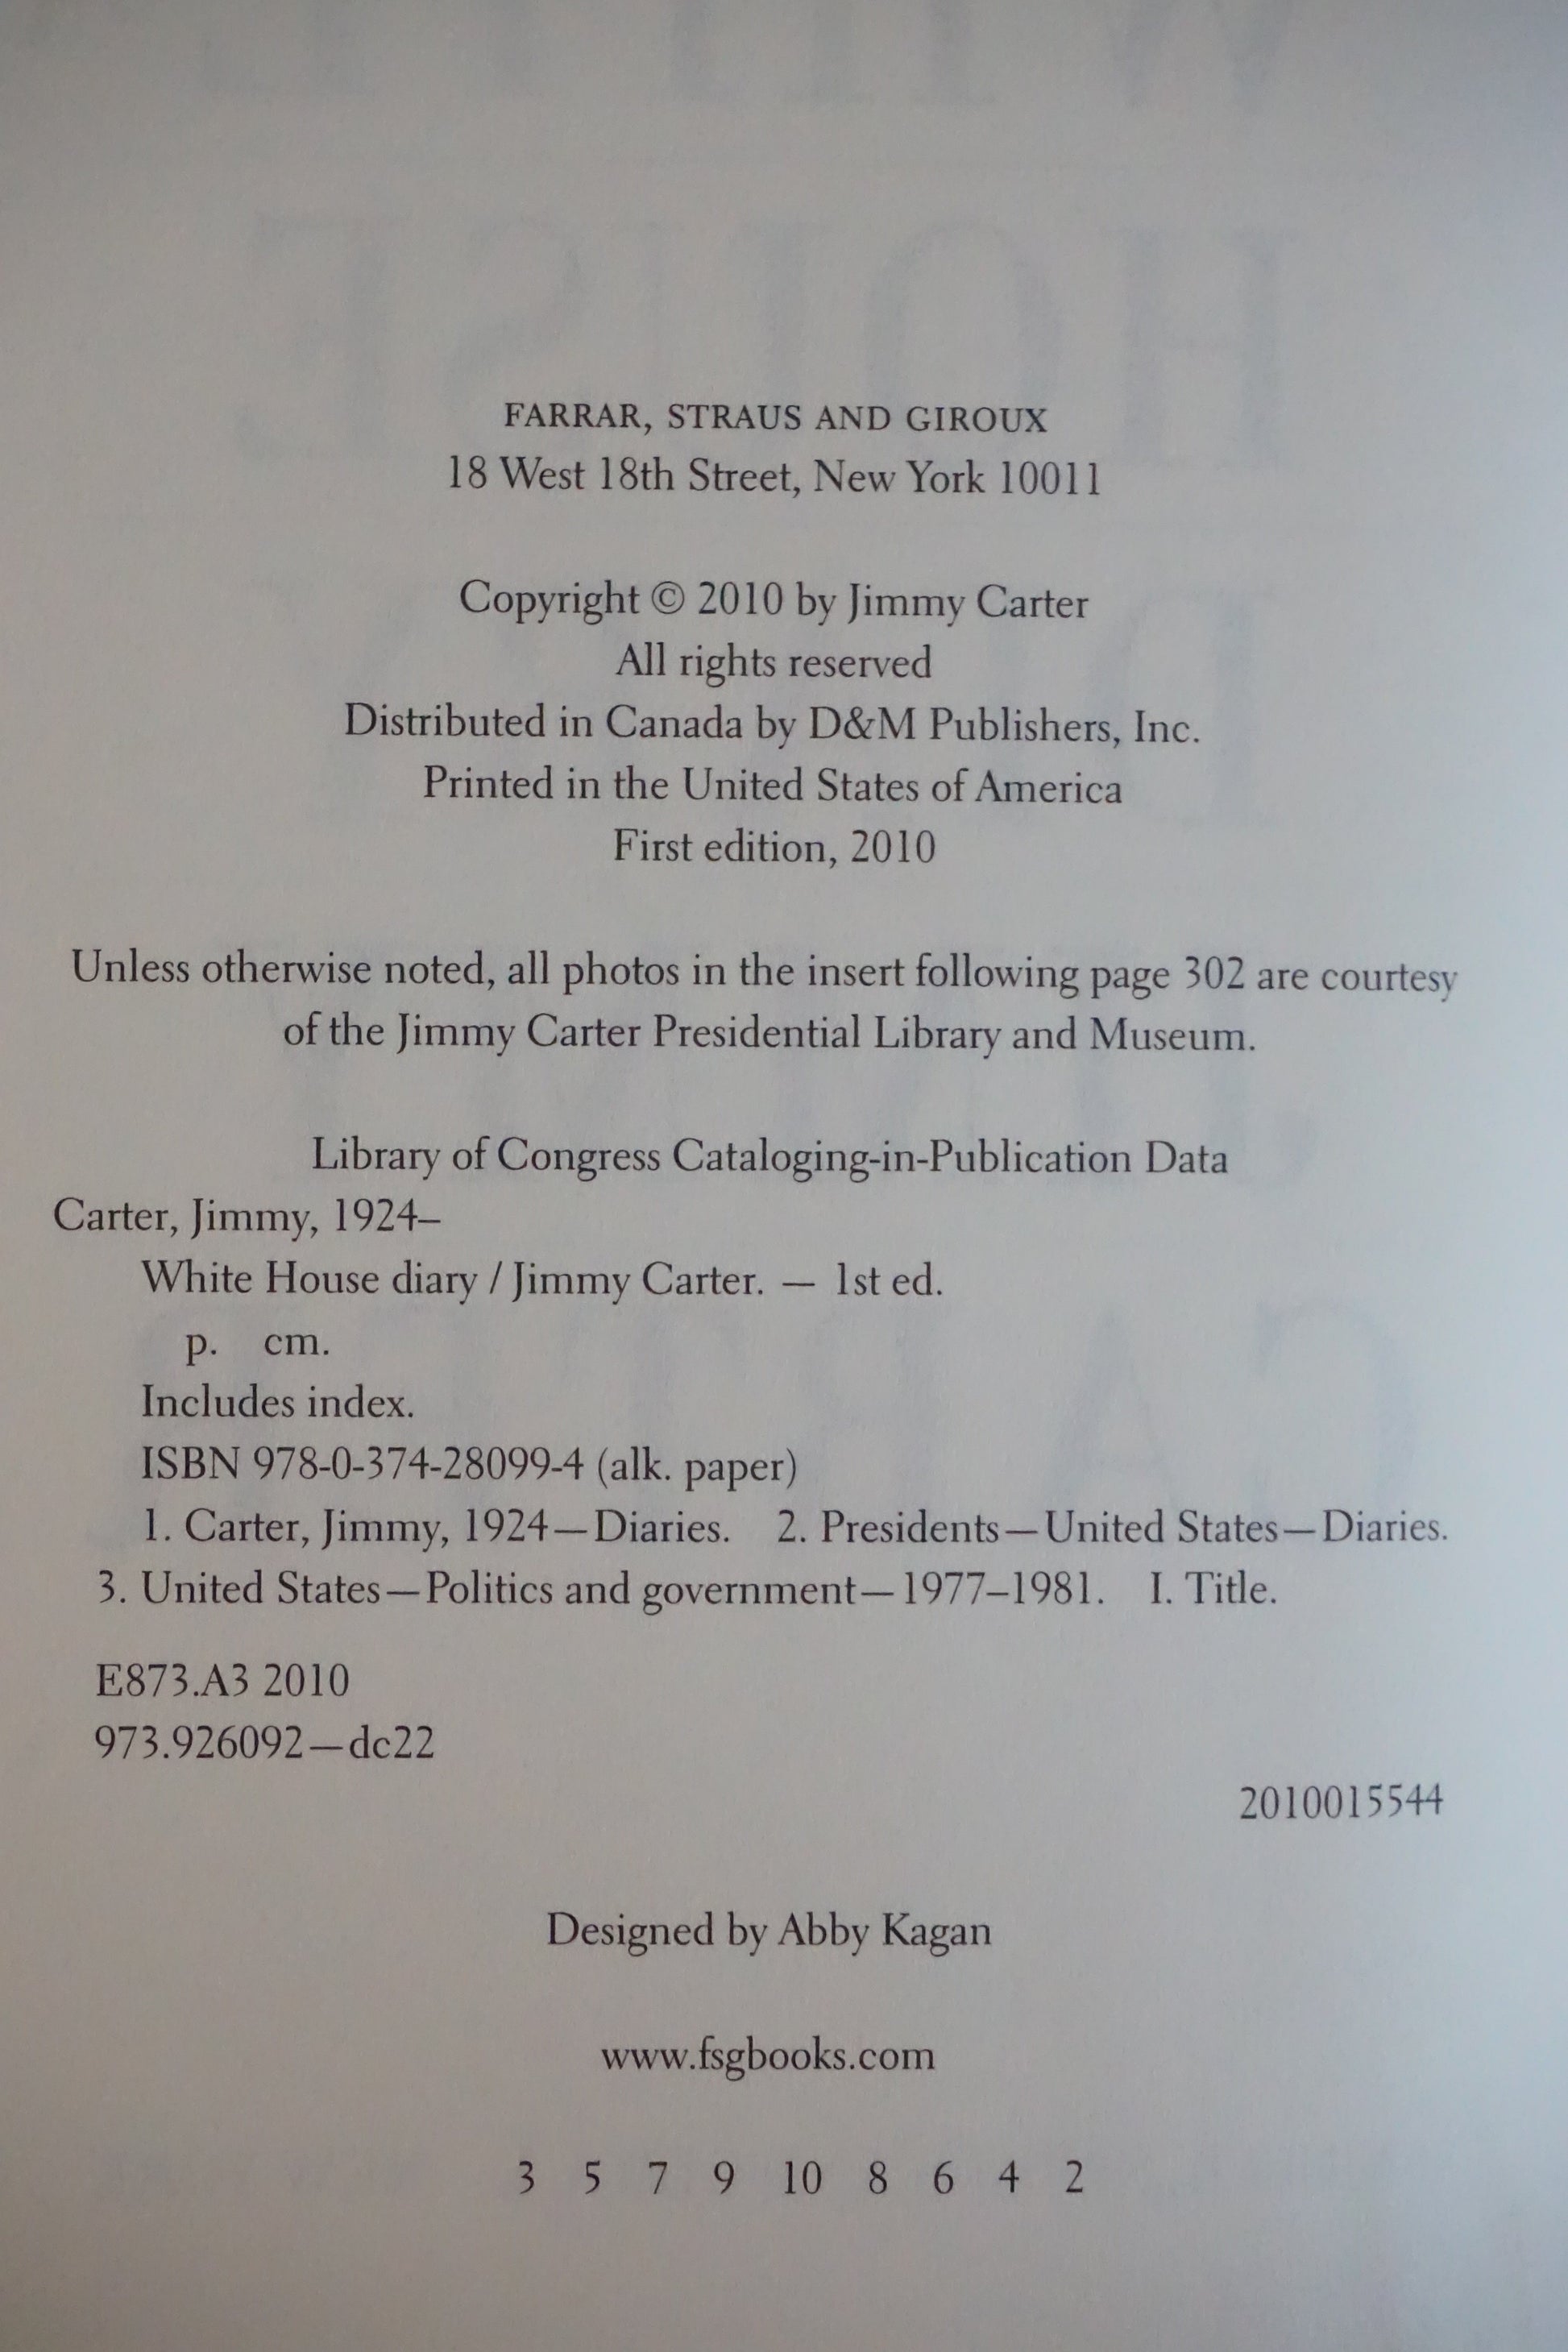 FARRAR, STRAUS AND GIROUX
18 West 18th Street, New York 10011
Copyright © 2010 by Jimmy Carter
All rights reserved
Distributed in Canada by D&M Publishers, Inc.
Printed in the United States of America
First edition, 2010
Unless otherwise noted, all photos in the insert following page 302 are courtesy
of the Jimmy Carter Presidential Library and Museum.
Library of Congress Cataloging-in-Publication Data
Carter, Jimmy, 1924–
White House diary / Jimmy Carter. — 1st ed.
p. cm.
Includes index.
ISBN 978-0-374-28099-4 (alk. paper)
1. Carter, Jimmy, 1924—Diaries. 2. Presidents—United States—Diaries.
3. United States—Politics and government—1977–1981. I. Title.
E873.A3 2010
973.926092—dc22
2010015544
Designed by Abby Kagan
www.fsgbooks.com
3 5 7 9 10 8 6 4 2